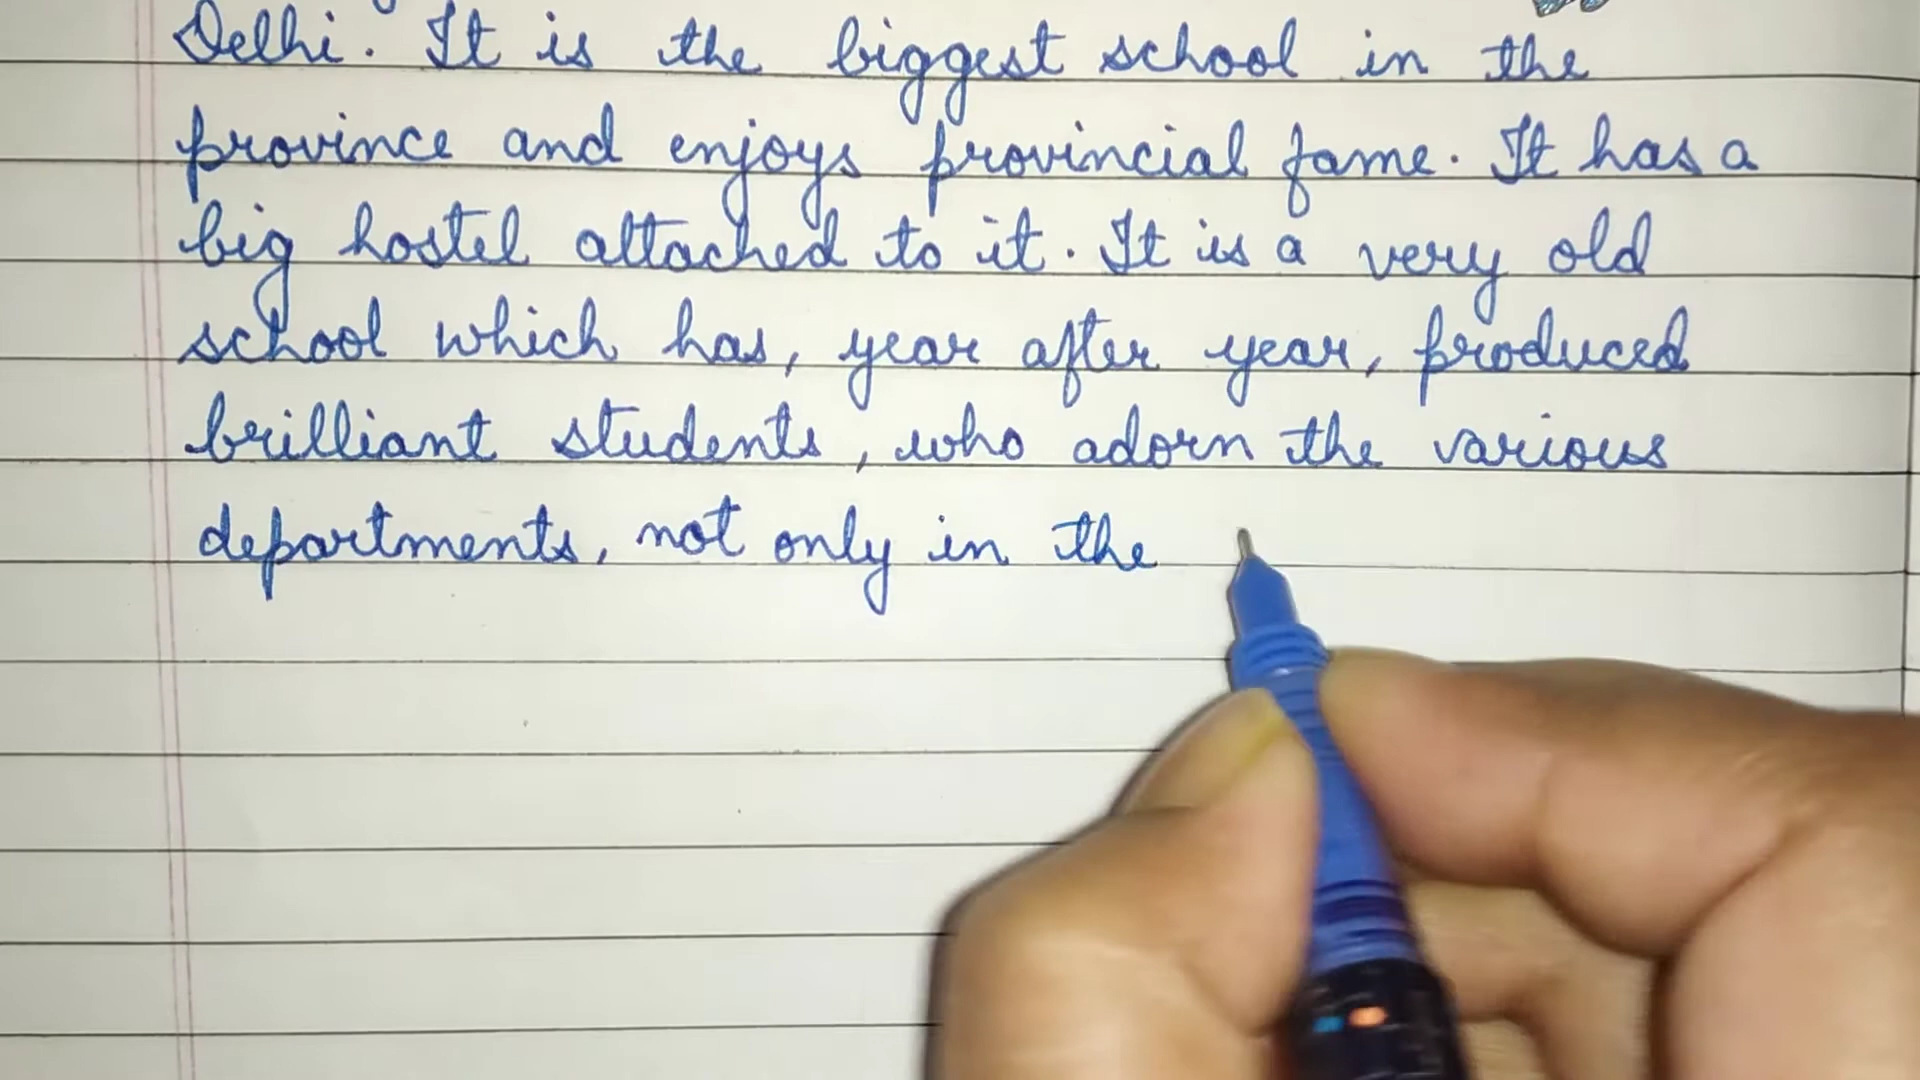 Delhi. It is the biggest school in the
province and enjoys provincial fame. It has a
big hostel attached to it. It is a very old
school which has, year after year, produced
brilliant students, who adorn the various
departments, not only in the